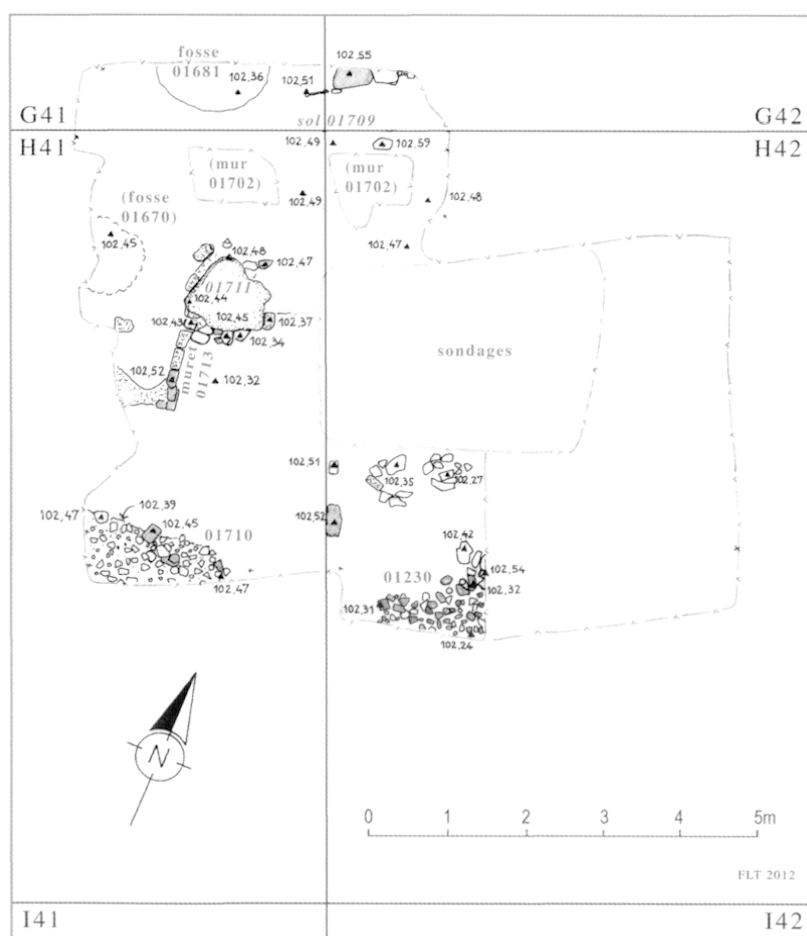 fosse
01681
102,36
102,51
102,55
G41
sol 01709
G42
H41
H42
102,49
102,59
(mur
01702)
(mur
01702)
102,49
102,48
(fosse
01670)
102,45
102,47
102,48
102,47
01711
102,44
102,43
102,45
102,37
102,34
muret
01713
102,52
102,32
sondages
102,51
102,35
102,27
102,47
102,39
102,45
01710
102,52
102,42
102,54
01230
102,32
102,47
102,31
102,24
N
0
1
2
3
4
5m
FLT 2012
I41
I42